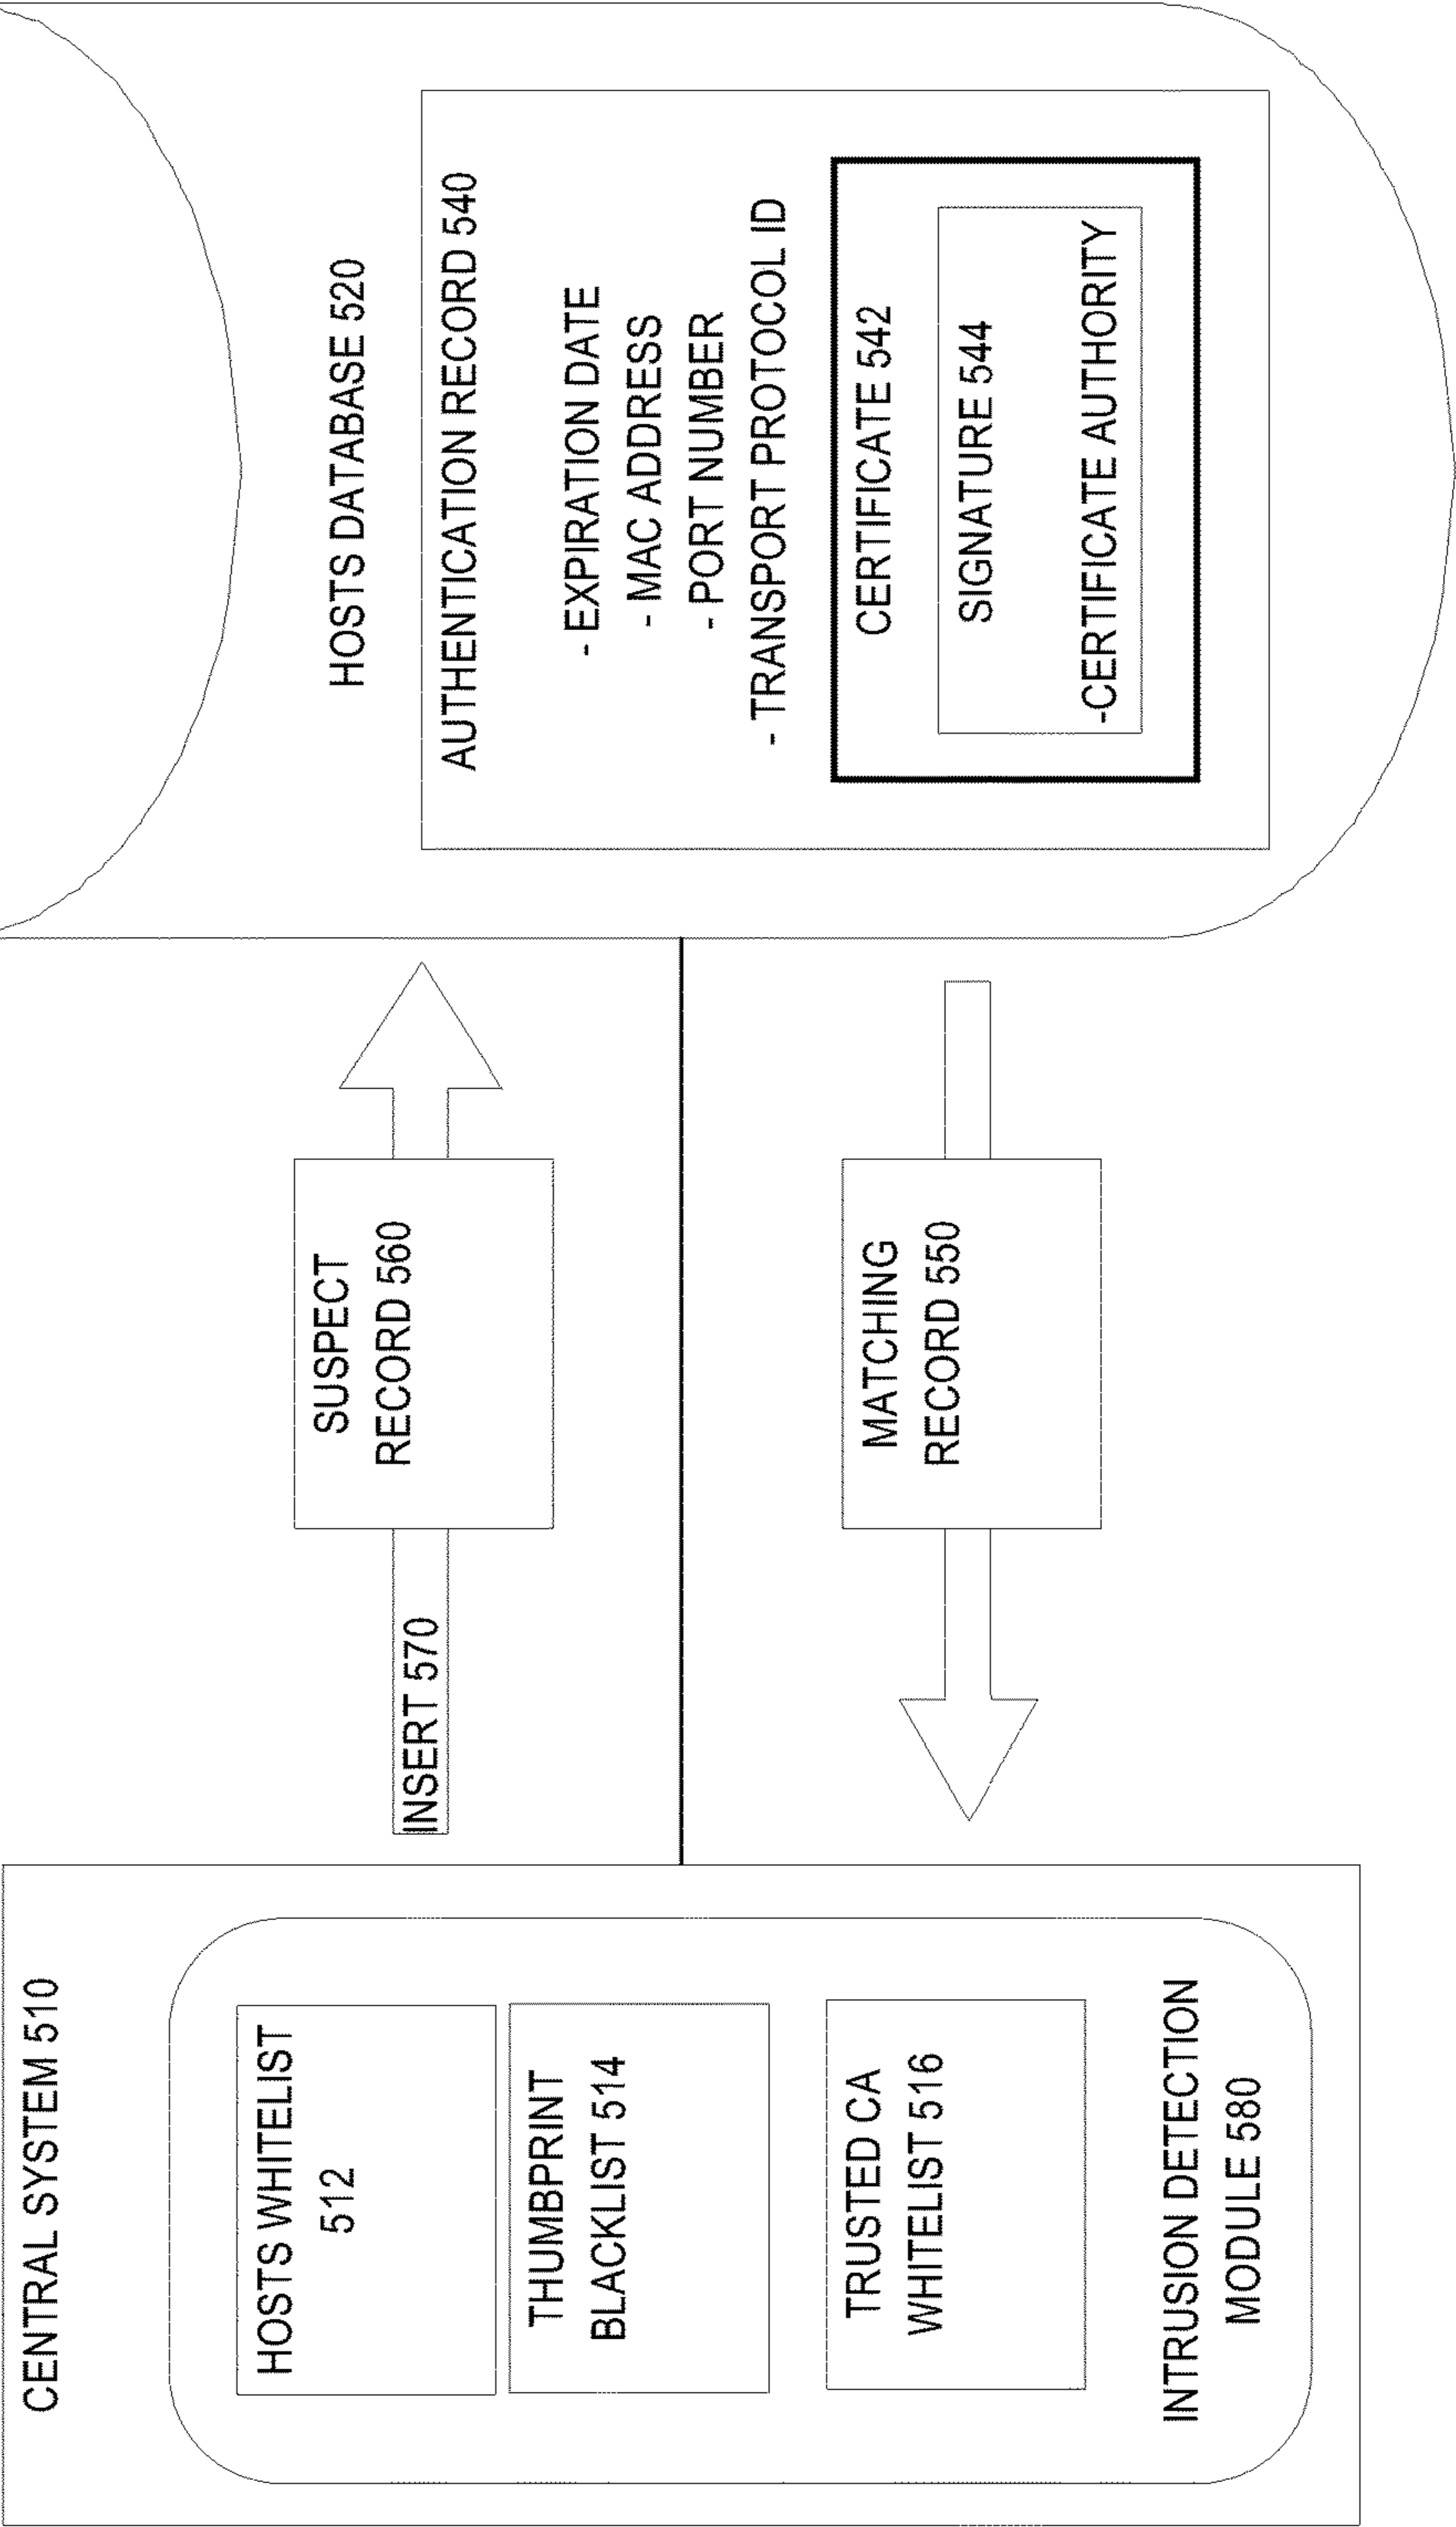 CENTRAL SYSTEM 510
HOSTS WHITELIST
512
THUMBPRINT
BLACKLIST 514
TRUSTED CA
WHITELIST 516
INTRUSION DETECTION
MODULE 580
INSERT 570
SUSPECT
RECORD 560
MATCHING
RECORD 550
HOSTS DATABASE 520
AUTHENTICATION RECORD 540
- EXPIRATION DATE
- MAC ADDRESS
- PORT NUMBER
- TRANSPORT PROTOCOL ID
CERTIFICATE 542
SIGNATURE 544
-CERTIFICATE AUTHORITY